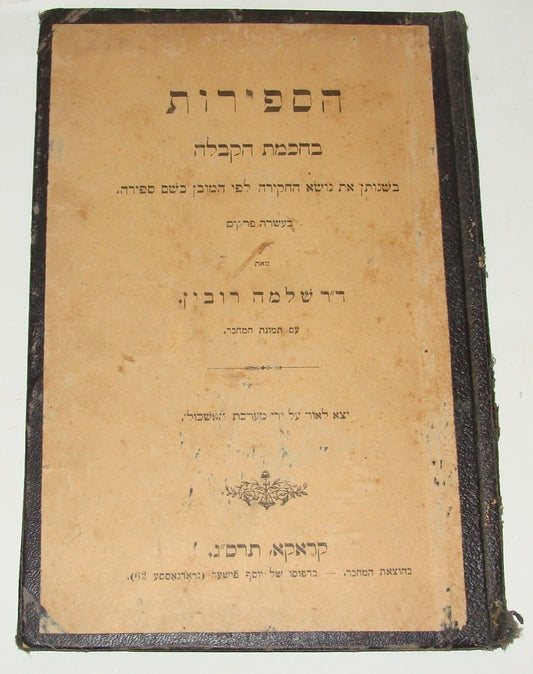 הספירות
בחכמת הקבלה
בשנותן את נושא החקירה לפי המובן בשם ספירה.
בעשרה פרקים
מאת
ד״ר שלמה רובין.
עם תמונת המחבר.
יצא לאור על ידי מערכת האשכול.
קראקא, תרס״ג.
בהוצאת המחבר. — בדפוסו של יוסף פישער (גראדגאססע 62).